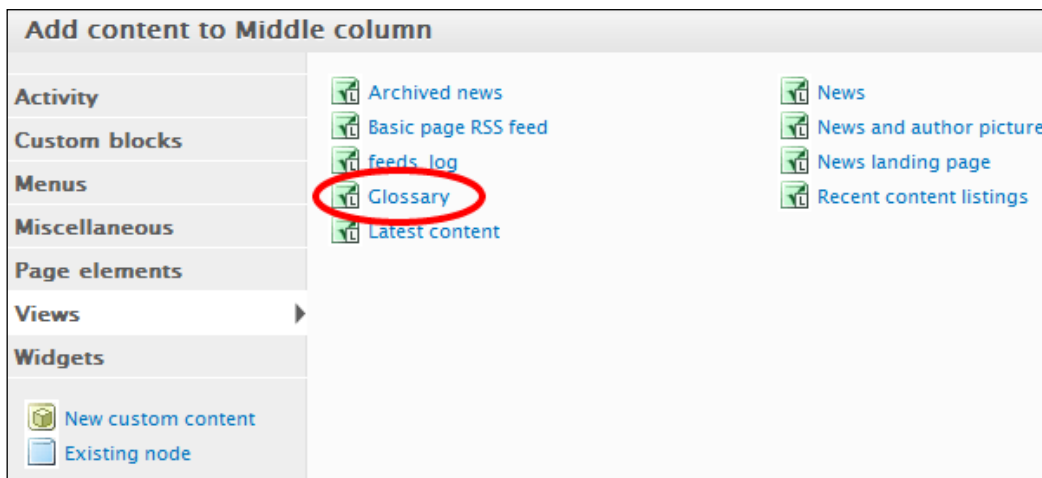 Add content to Middle column
Activity
Custom blocks
Menus
Miscellaneous
Page elements
Views
Widgets
New custom content
Existing node
Archived news
Basic page RSS feed
feeds_log
Glossary
Latest content
News
News and author picture
News landing page
Recent content listings